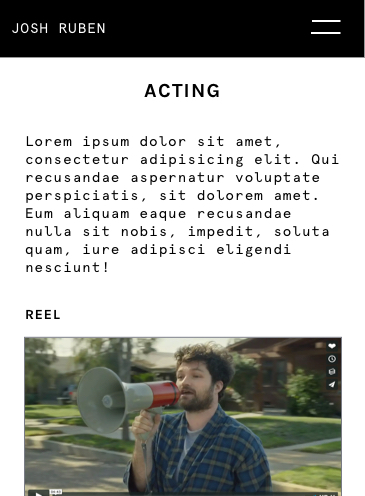 JOSH RUBEN
ACTING
Lorem ipsum dolor sit amet,
consectetur adipisicing elit. Qui
recusandae aspernatur voluptate
perspiciatis, sit dolorem amet.
Eum aliquam eaque recusandae
nulla sit nobis, impedit, soluta
quam, iure adipisci eligendi
nesciunt!
REEL